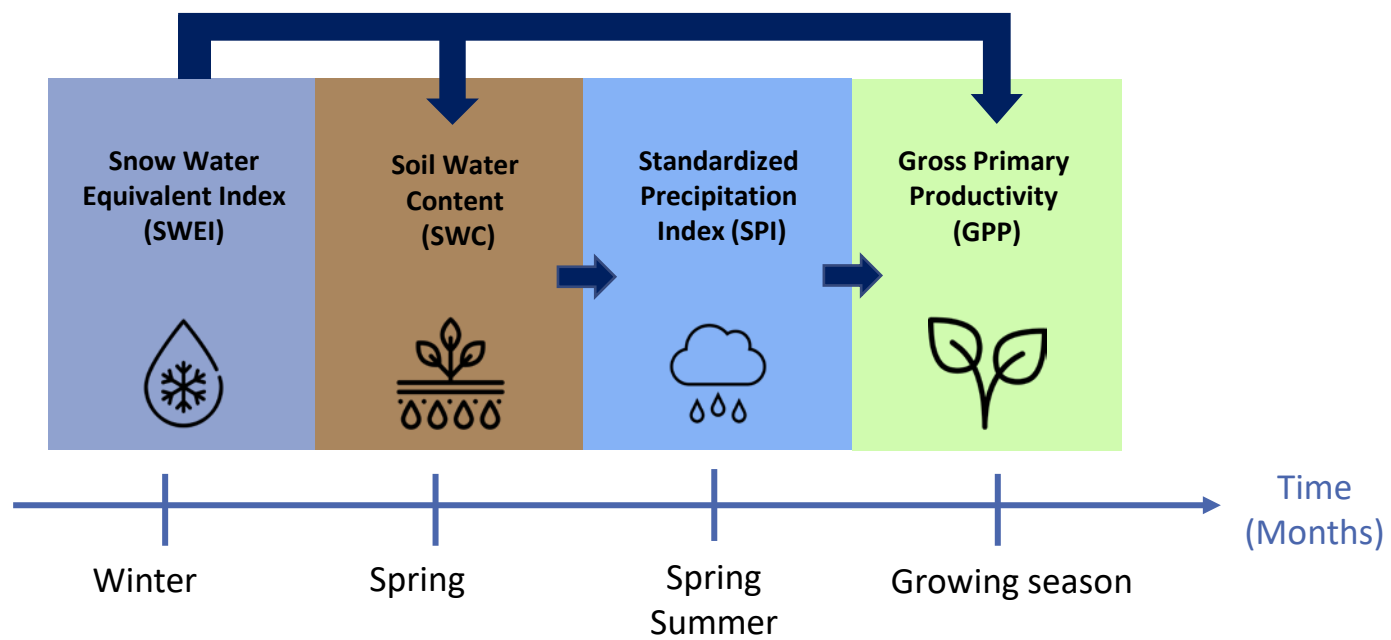 Snow Water
Equivalent Index
(SWEI)
Soil Water
Content
(SWC)
Standardized
Precipitation
Index (SPI)
Gross Primary
Productivity
(GPP)
Time
(Months)
Winter
Spring
Spring
Summer
Growing season